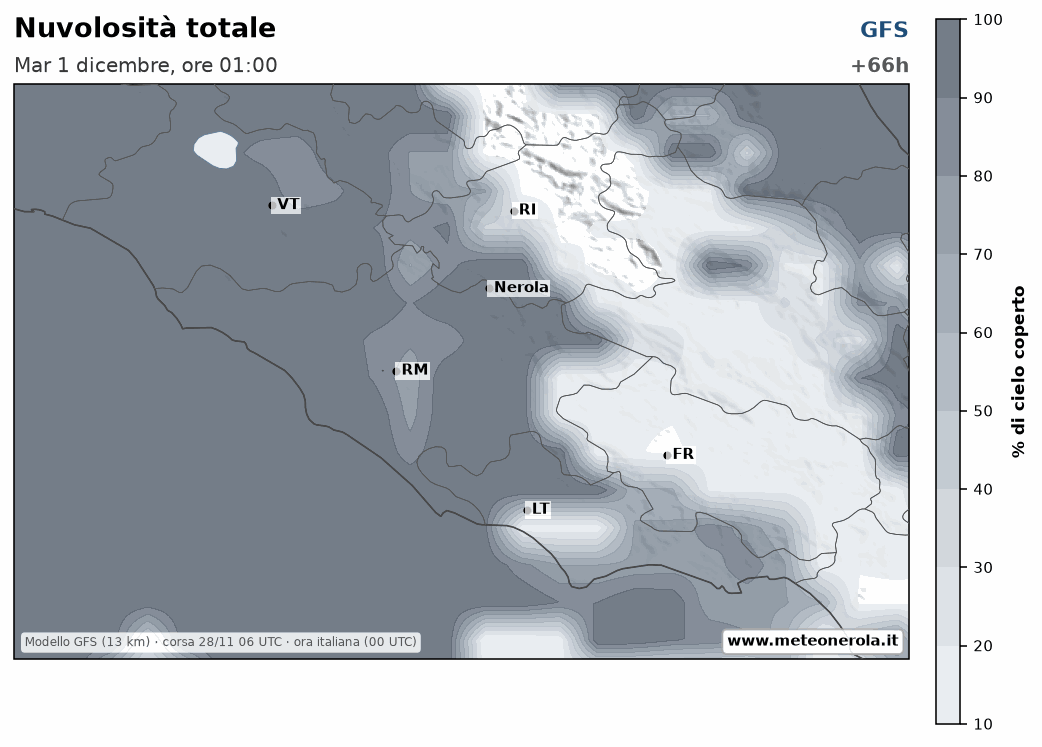 Nuvolosità totale
GFS
Mar 1 dicembre, ore 01:00
+66h
VT
RI
Nerola
RM
FR
LT
Modello GFS (13 km) · corsa 28/11 06 UTC · ora italiana (00 UTC)
www.meteonerola.it
100
90
80
70
60
50
40
30
20
10
% di cielo coperto